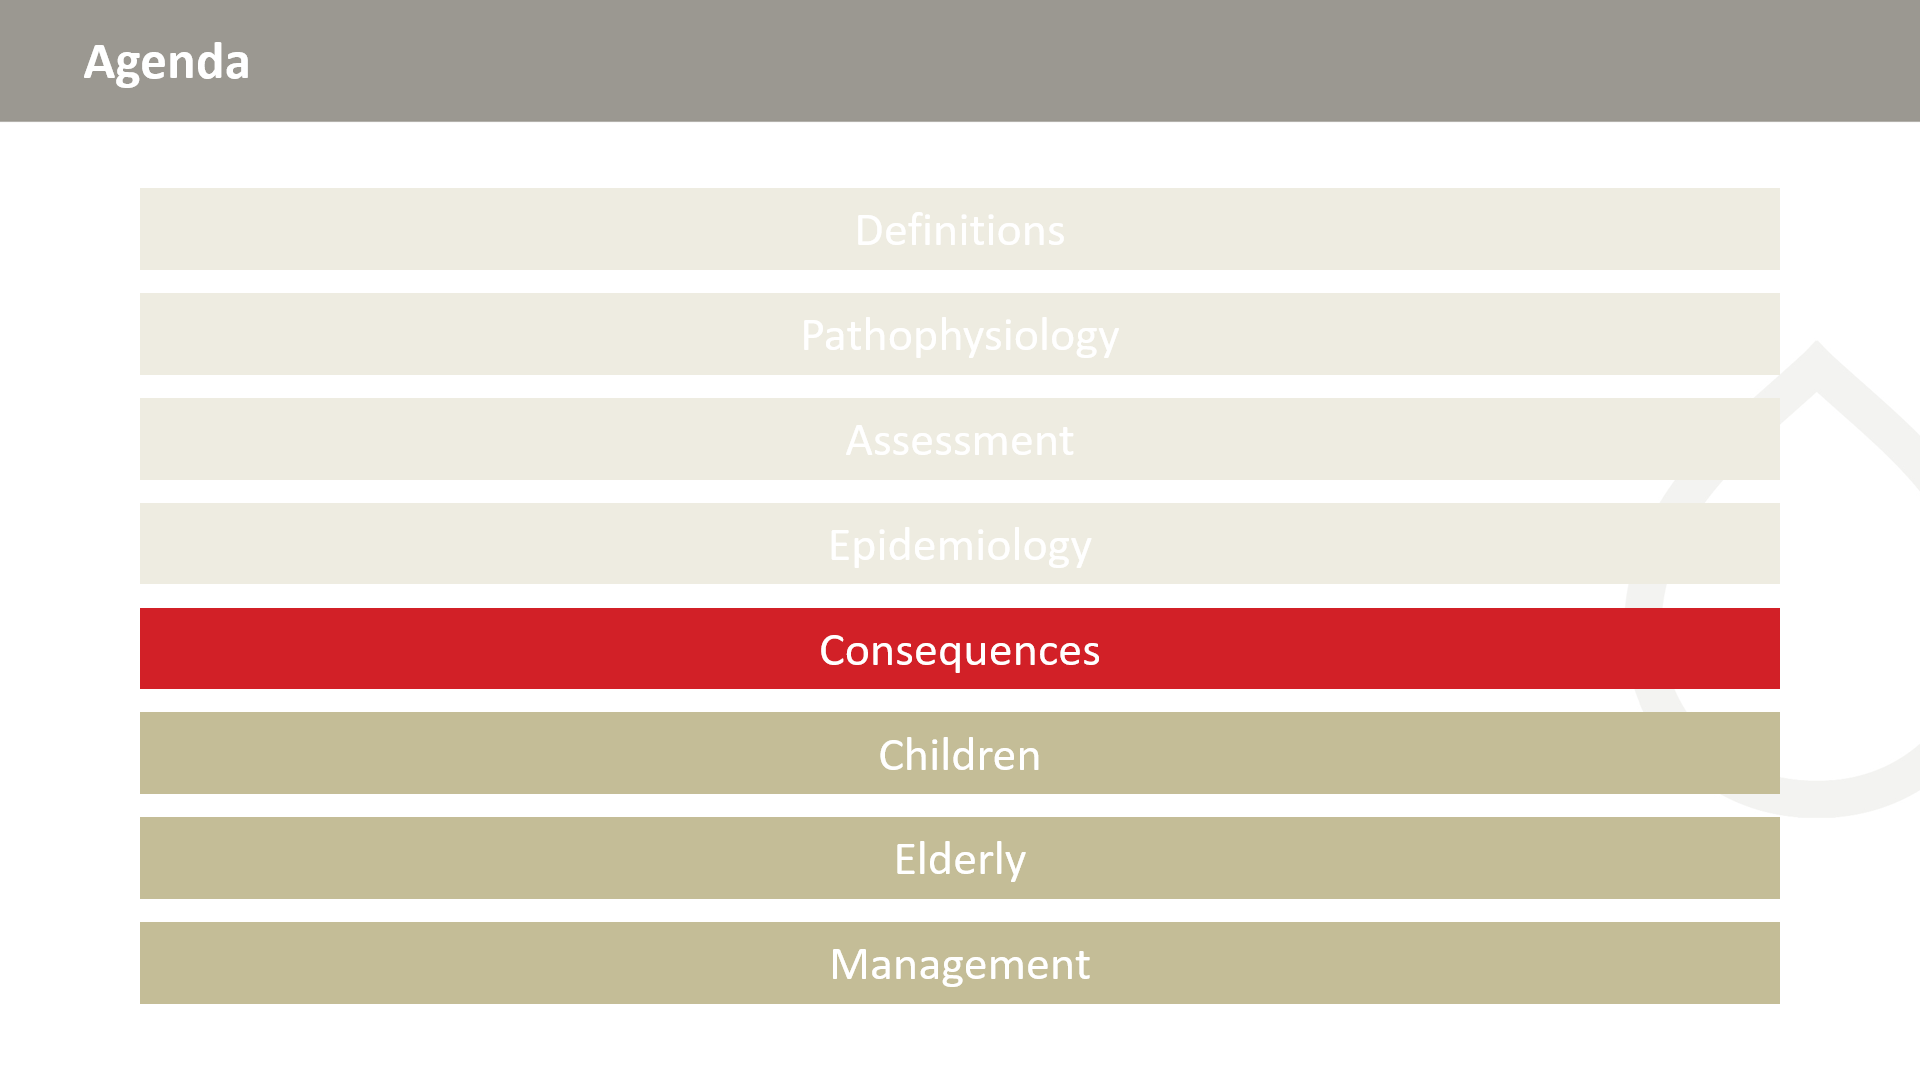 Agenda
Definitions
Pathophysiology
Assessment
Epidemiology
Consequences
Children
Elderly
Management